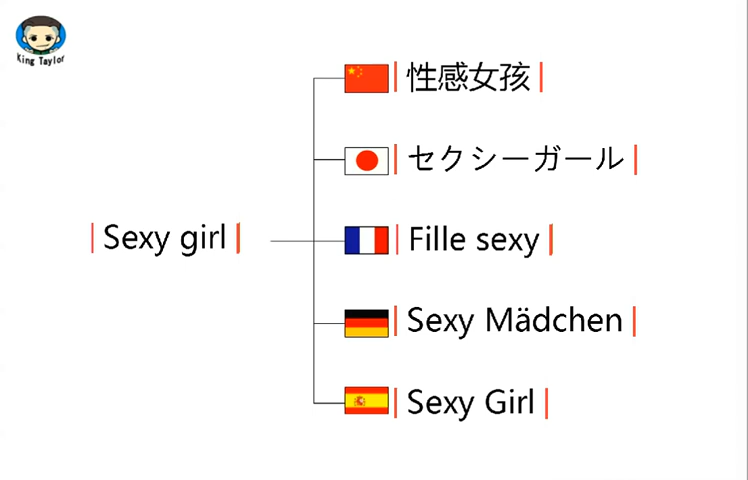 King Taylor
性感女孩
セクシーガール
Sexy girl
Fille sexy
Sexy Mädchen
Sexy Girl